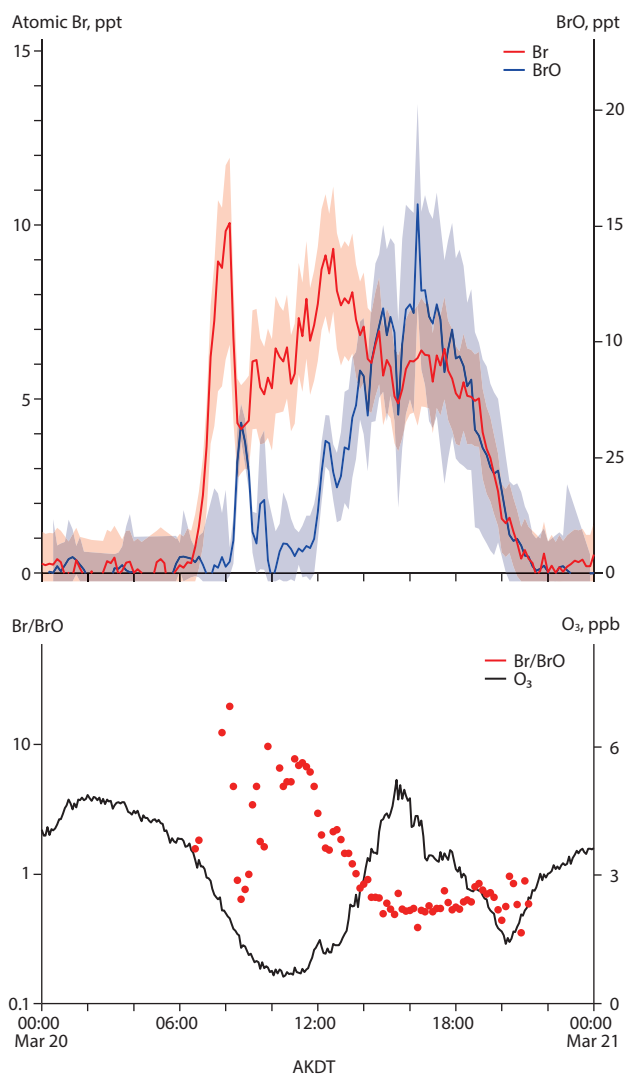 Atomic Br, ppt
BrO, ppt
Br
BrO
15
10
5
0
20
15
10
25
0
Br/BrO
O₃, ppb
Br/BrO
O₃
10
1
0.1
6
3
0
00:00
Mar 20
06:00
12:00
18:00
00:00
Mar 21
AKDT